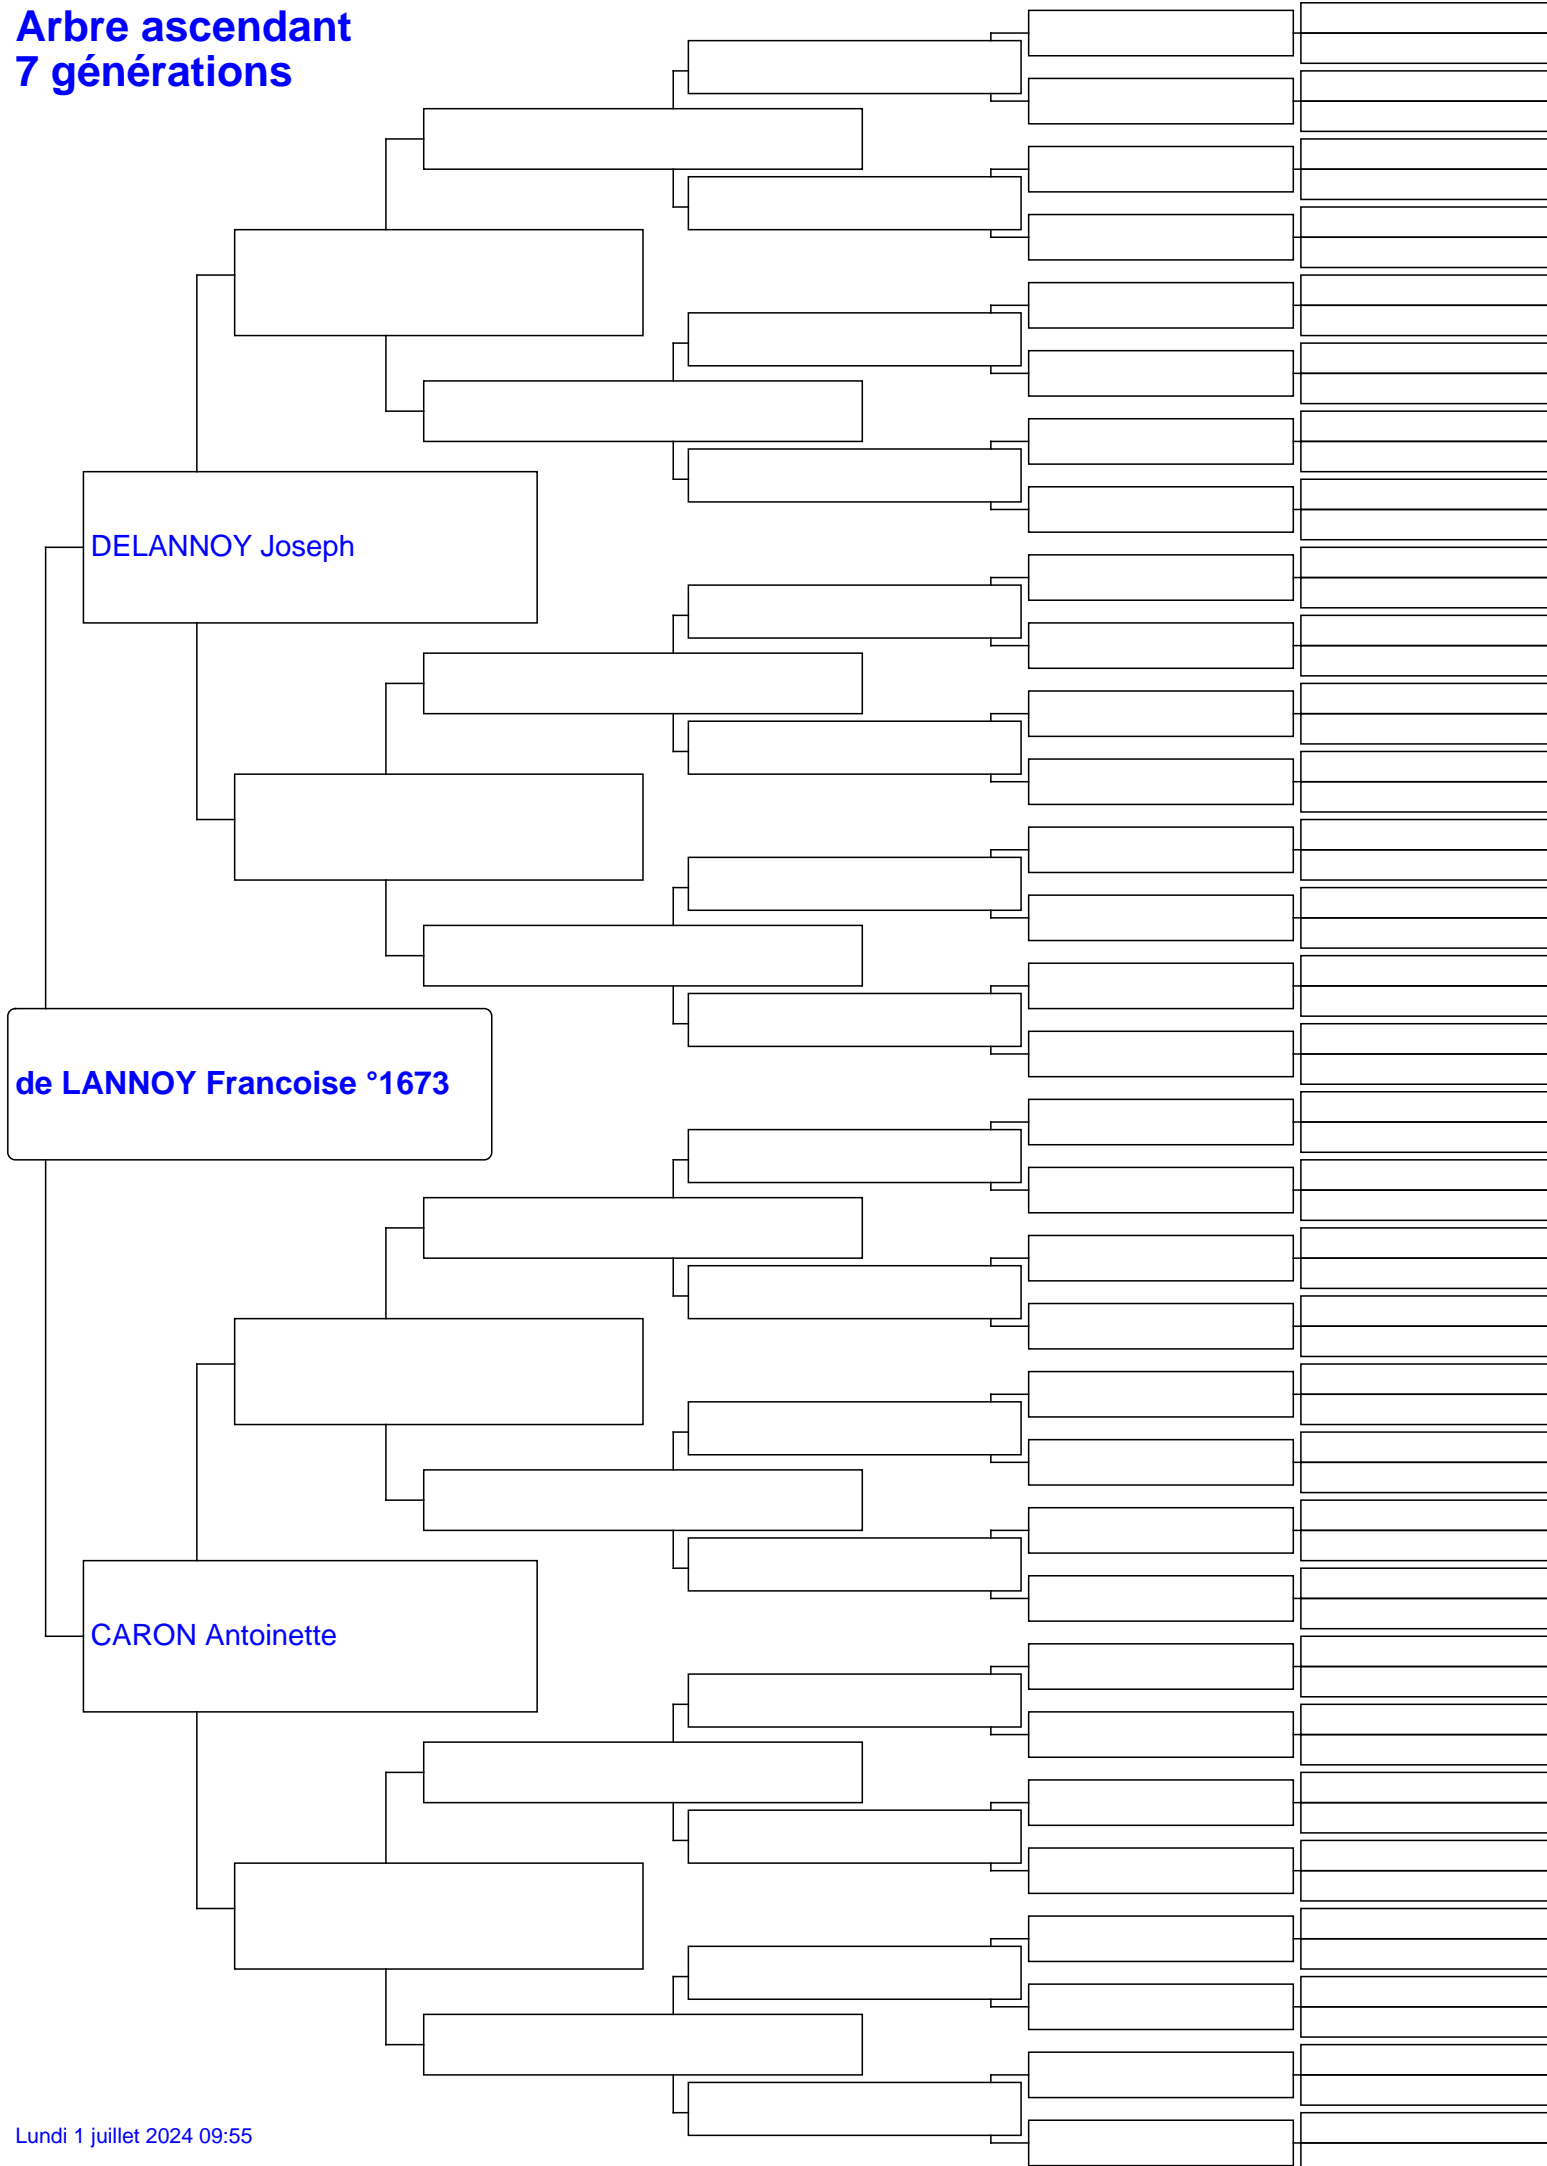 Arbre ascendant
7 générations
DELANNOY Joseph
de LANNOY Francoise °1673
CARON Antoinette
Lundi 1 juillet 2024 09:55